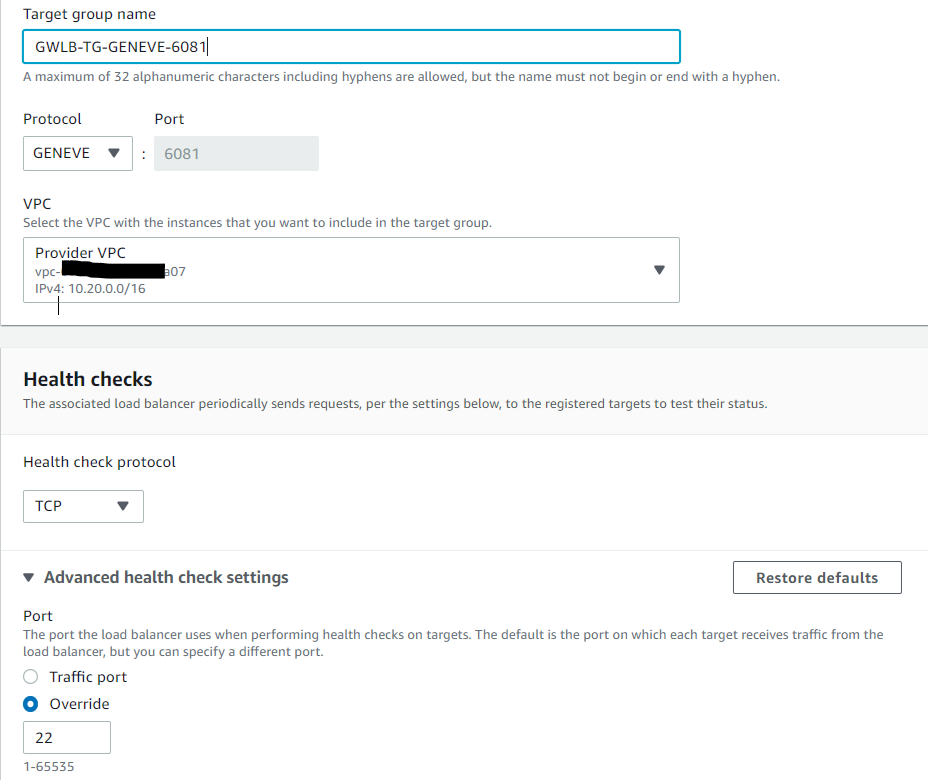 Target group name
GWLB-TG-GENEVE-6081
A maximum of 32 alphanumeric characters including hyphens are allowed, but the name must not begin or end with a hyphen.
Protocol Port
GENEVE : 6081
VPC
Select the VPC with the instances that you want to include in the target group.
Provider VPC
vpc- a07
IPv4: 10.20.0.0/16
Health checks
The associated load balancer periodically sends requests, per the settings below, to the registered targets to test their status.
Health check protocol
TCP
Advanced health check settings Restore defaults
Port
The port the load balancer uses when performing health checks on targets. The default is the port on which each target receives traffic from the
load balancer, but you can specify a different port.
Traffic port
Override
22
1-65535